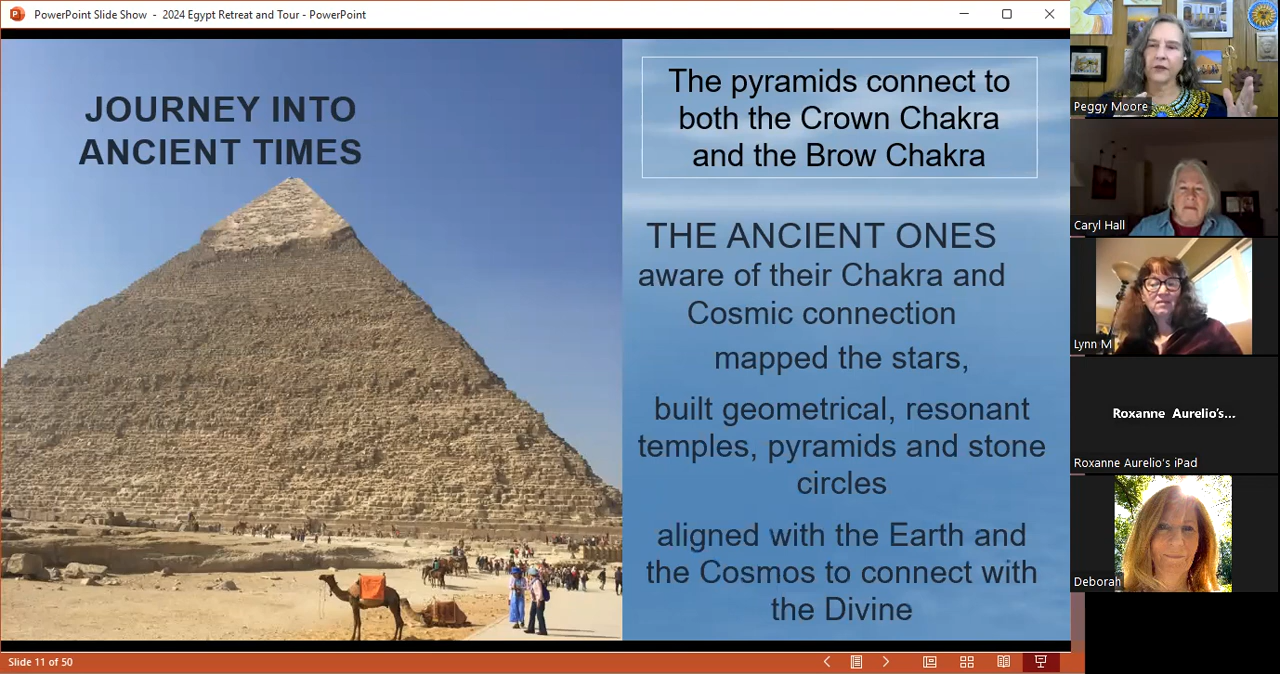 PowerPoint Slide Show - 2024 Egypt Retreat and Tour - PowerPoint
JOURNEY INTO
ANCIENT TIMES
The pyramids connect to
both the Crown Chakra
and the Brow Chakra
THE ANCIENT ONES
aware of their Chakra and
Cosmic connection
mapped the stars,
built geometrical, resonant
temples, pyramids and stone
circles
aligned with the Earth and
the Cosmos to connect with
the Divine
Slide 11 of 50
Peggy Moore
Caryl Hall
Lynn M
Roxanne Aurelio's...
Roxanne Aurelio's iPad
Deborah